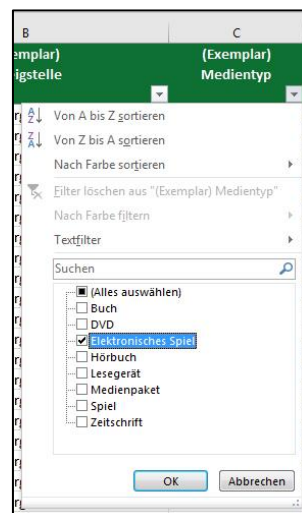 B C
emplar) (Exemplar)
igstelle Medientyp
Von A bis Z sortieren
Von Z bis A sortieren
Nach Farbe sortieren
Filter löschen aus "(Exemplar) Medientyp"
Nach Farbe filtern
Textfilter
Suchen
(Alles auswählen)
Buch
DVD
Elektronisches Spiel
Hörbuch
Lesegerät
Medienpaket
Spiel
Zeitschrift
OK Abbrechen